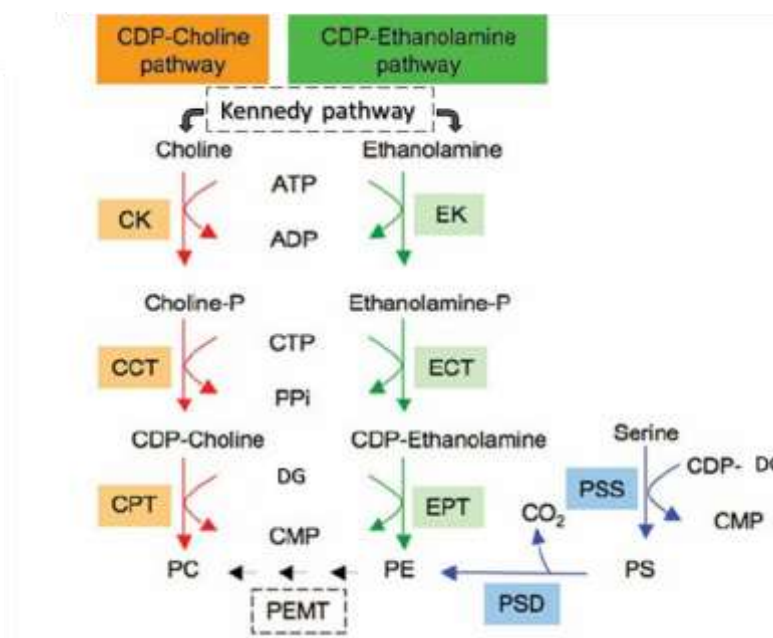 CDP-Choline
pathway
CDP-Ethanolamine
pathway
Kennedy pathway
Choline
Ethanolamine
ATP
CK
EK
ADP
Choline-P
Ethanolamine-P
CTP
CCT
ECT
PPi
CDP-Choline
CDP-Ethanolamine
Serine
DG
CDP-
PSS
CPT
EPT
CO2
CMP
CMP
PC
PE
PS
PSD
PEMT